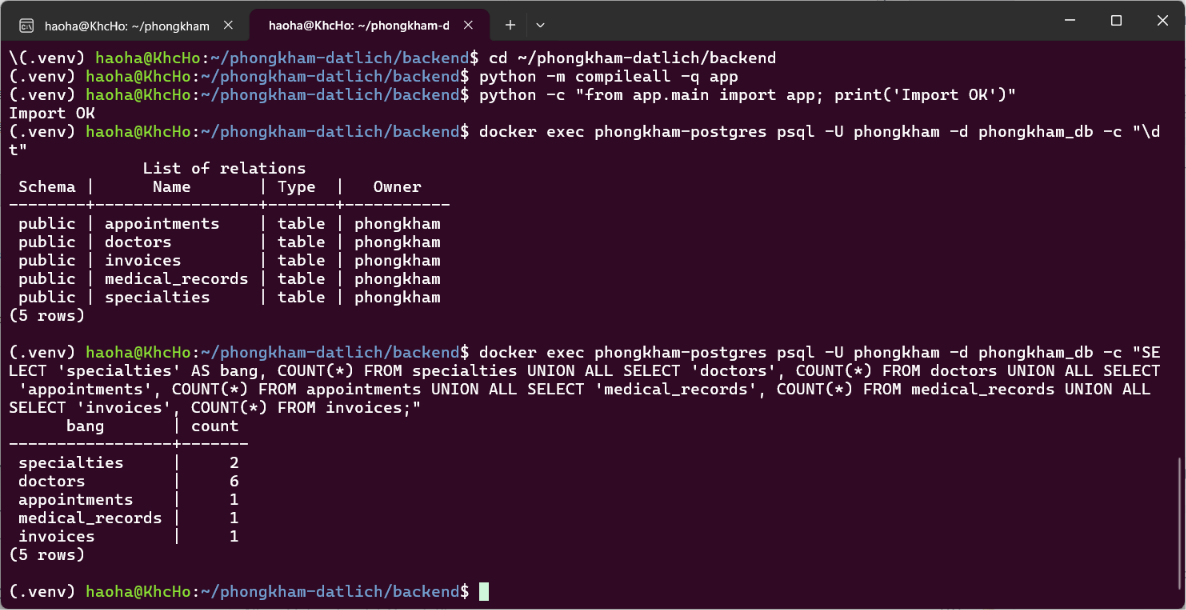 haoha@KhcHo: ~/phongkham
haoha@KhcHo: ~/phongkham-d
\(.venv) haoha@KhcHo:~/phongkham-datlich/backend$ cd ~/phongkham-datlich/backend
(.venv) haoha@KhcHo:~/phongkham-datlich/backend$ python -m compileall -q app
(.venv) haoha@KhcHo:~/phongkham-datlich/backend$ python -c "from app.main import app; print('Import OK')"
Import OK
(.venv) haoha@KhcHo:~/phongkham-datlich/backend$ docker exec phongkham-postgres psql -U phongkham -d phongkham_db -c "\d
t"
              List of relations
 Schema |      Name       | Type  |   Owner
--------+-----------------+-------+-----------
 public | appointments    | table | phongkham
 public | doctors         | table | phongkham
 public | invoices        | table | phongkham
 public | medical_records | table | phongkham
 public | specialties     | table | phongkham
(5 rows)
(.venv) haoha@KhcHo:~/phongkham-datlich/backend$ docker exec phongkham-postgres psql -U phongkham -d phongkham_db -c "SE
LECT 'specialties' AS bang, COUNT(*) FROM specialties UNION ALL SELECT 'doctors', COUNT(*) FROM doctors UNION ALL SELECT
 'appointments', COUNT(*) FROM appointments UNION ALL SELECT 'medical_records', COUNT(*) FROM medical_records UNION ALL
SELECT 'invoices', COUNT(*) FROM invoices;"
      bang       | count
-----------------+-------
 specialties     |     2
 doctors         |     6
 appointments    |     1
 medical_records |     1
 invoices        |     1
(5 rows)
(.venv) haoha@KhcHo:~/phongkham-datlich/backend$